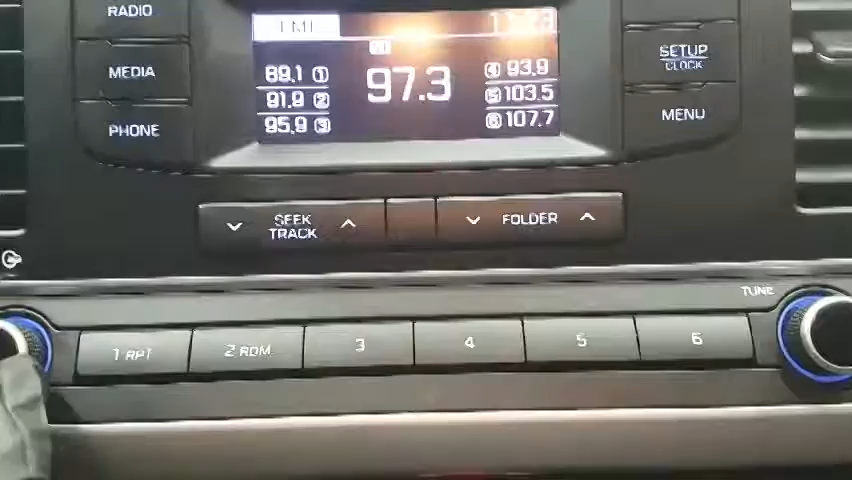 RADIO
MEDIA
PHONE
FM1
89.1 1
91.9 2
95.9 3
97.3
4 93.9
5 103.5
6 107.7
SETUP
CLOCK
MENU
SEEK
TRACK
FOLDER
TUNE
1 RPT
2 RDM
3
4
5
6